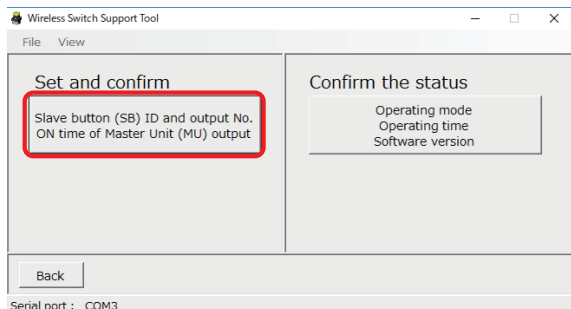 Wireless Switch Support Tool
File View
Set and confirm
Slave button (SB) ID and output No.
ON time of Master Unit (MU) output
Confirm the status
Operating mode
Operating time
Software version
Back
Serial port : COM3